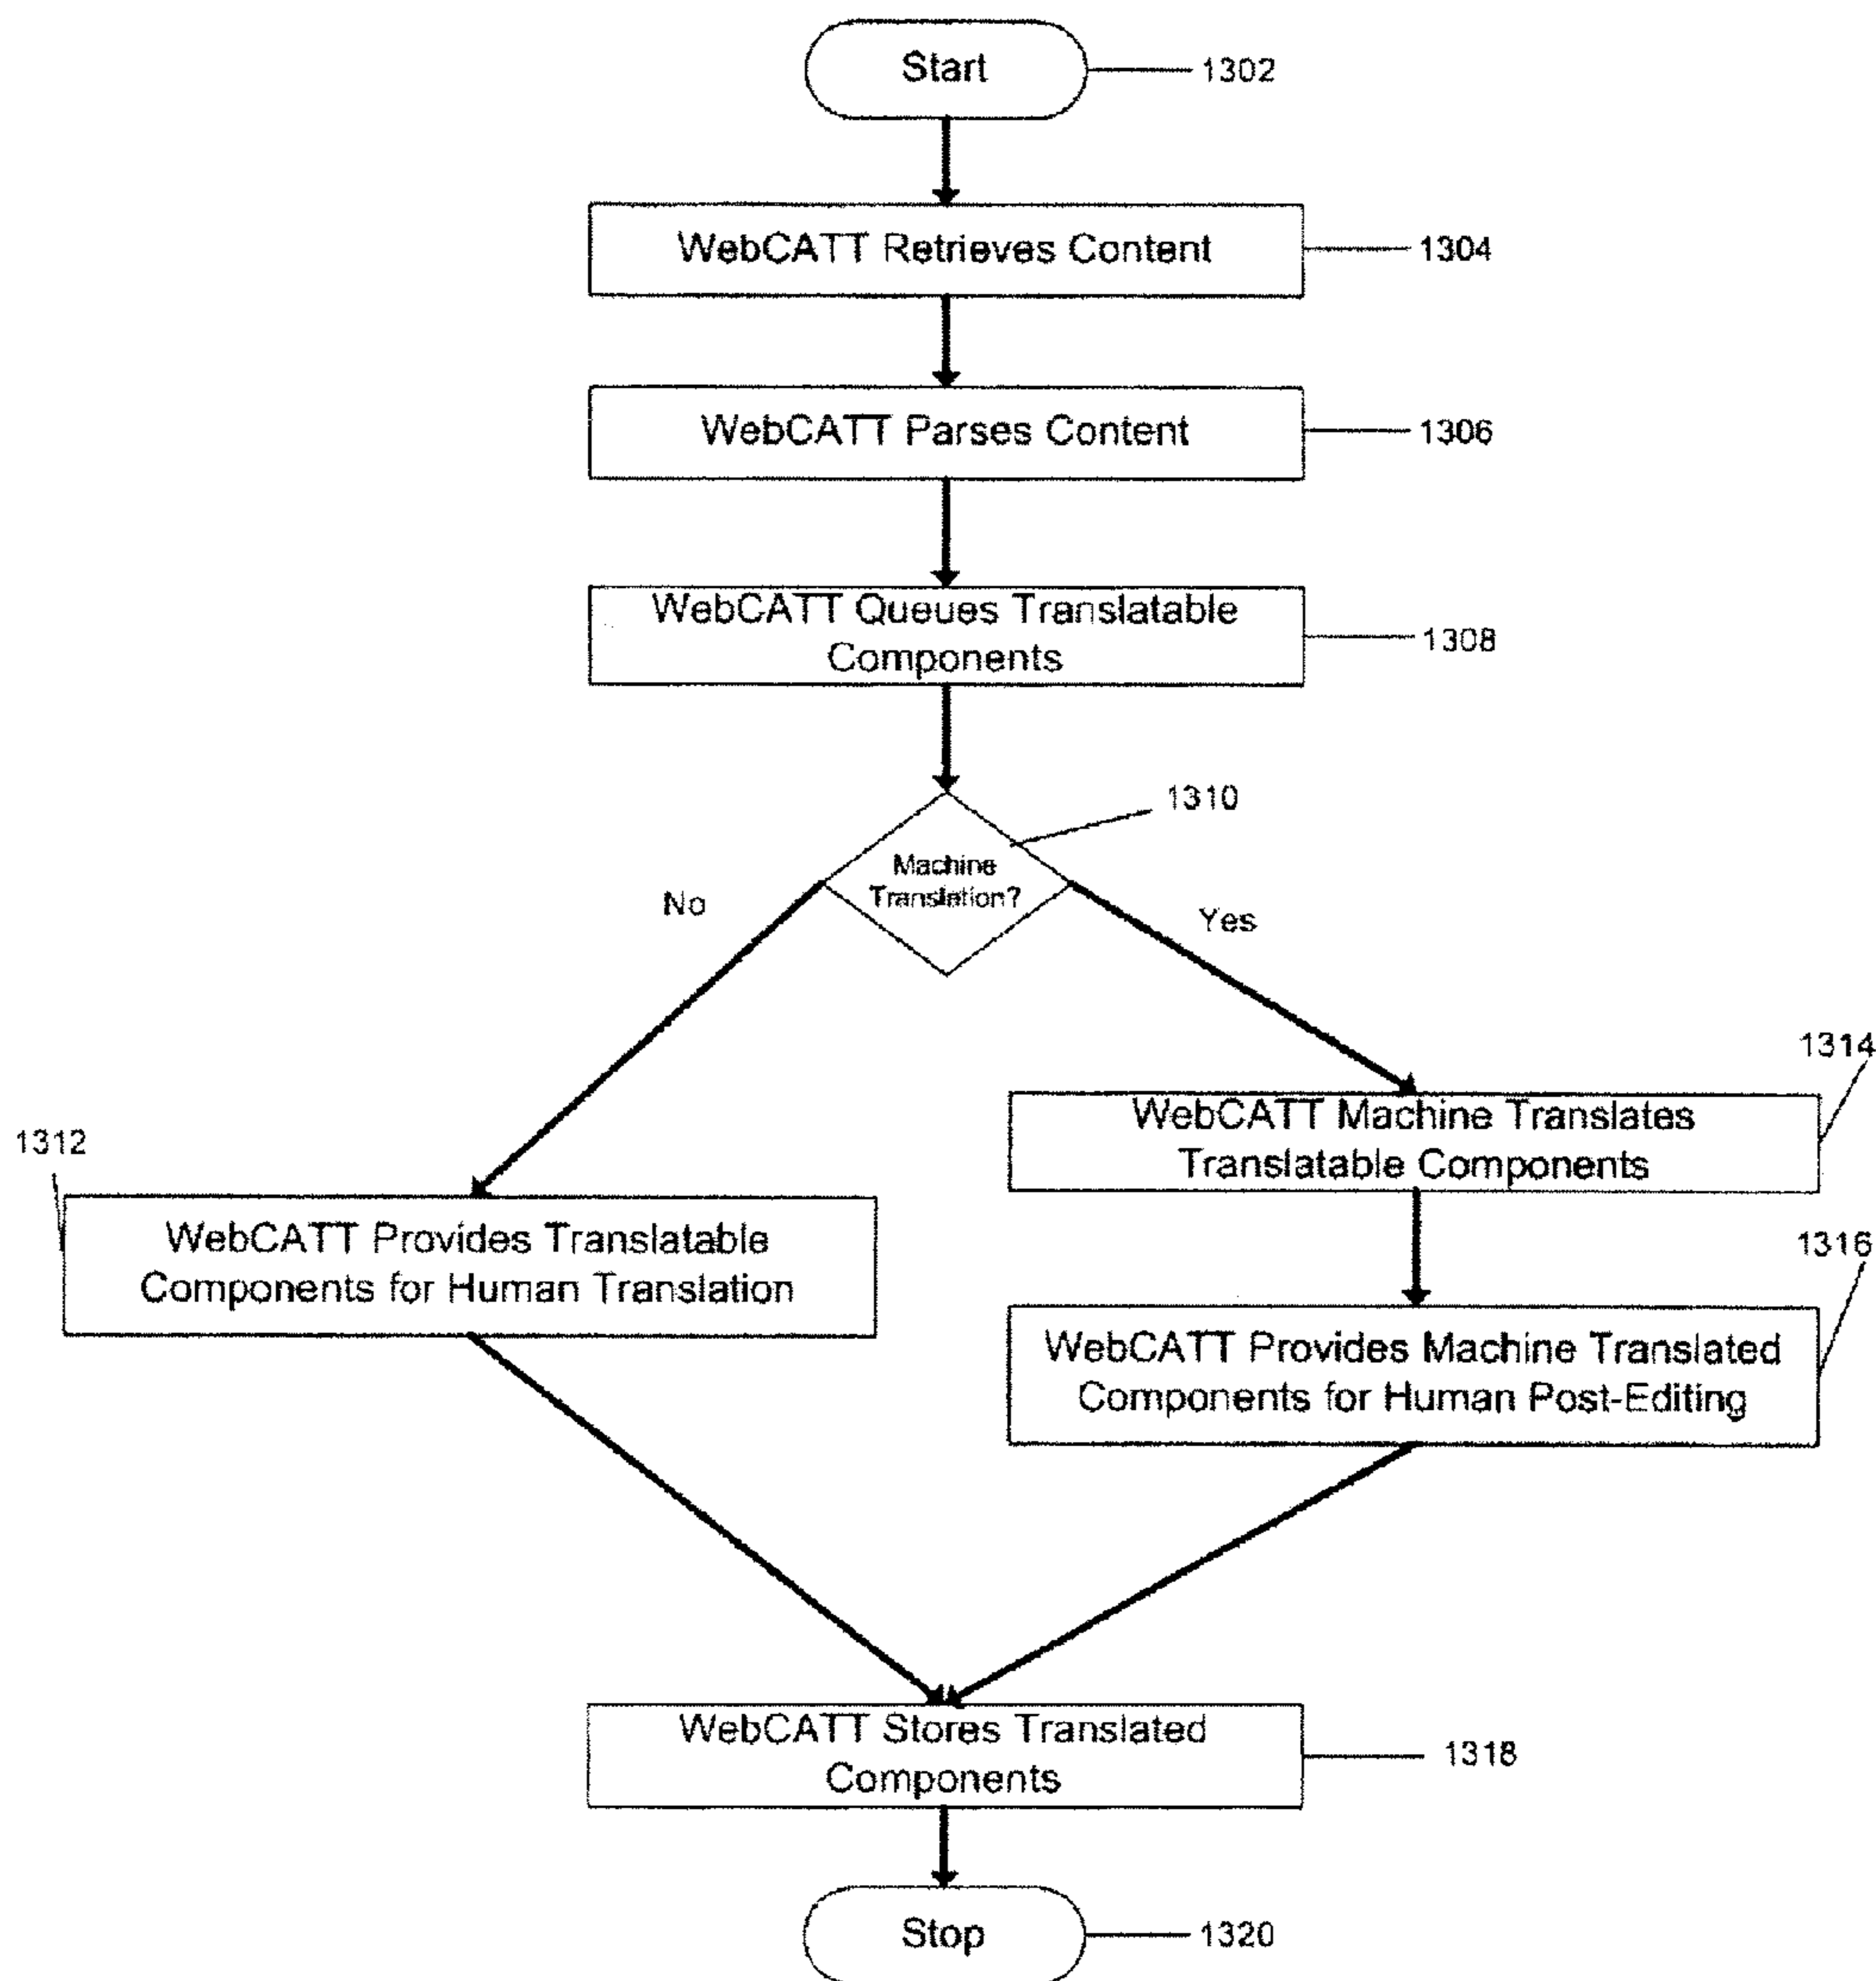 Start
1302
WebCATT Retrieves Content
1304
WebCATT Parses Content
1306
WebCATT Queues Translatable
Components
1308
1310
Machine
Translation?
No
Yes
1314
WebCATT Machine Translates
Translatable Components
1312
WebCATT Provides Translatable
Components for Human Translation
1316
WebCATT Provides Machine Translated
Components for Human Post-Editing
WebCATT Stores Translated
Components
1318
Stop
1320